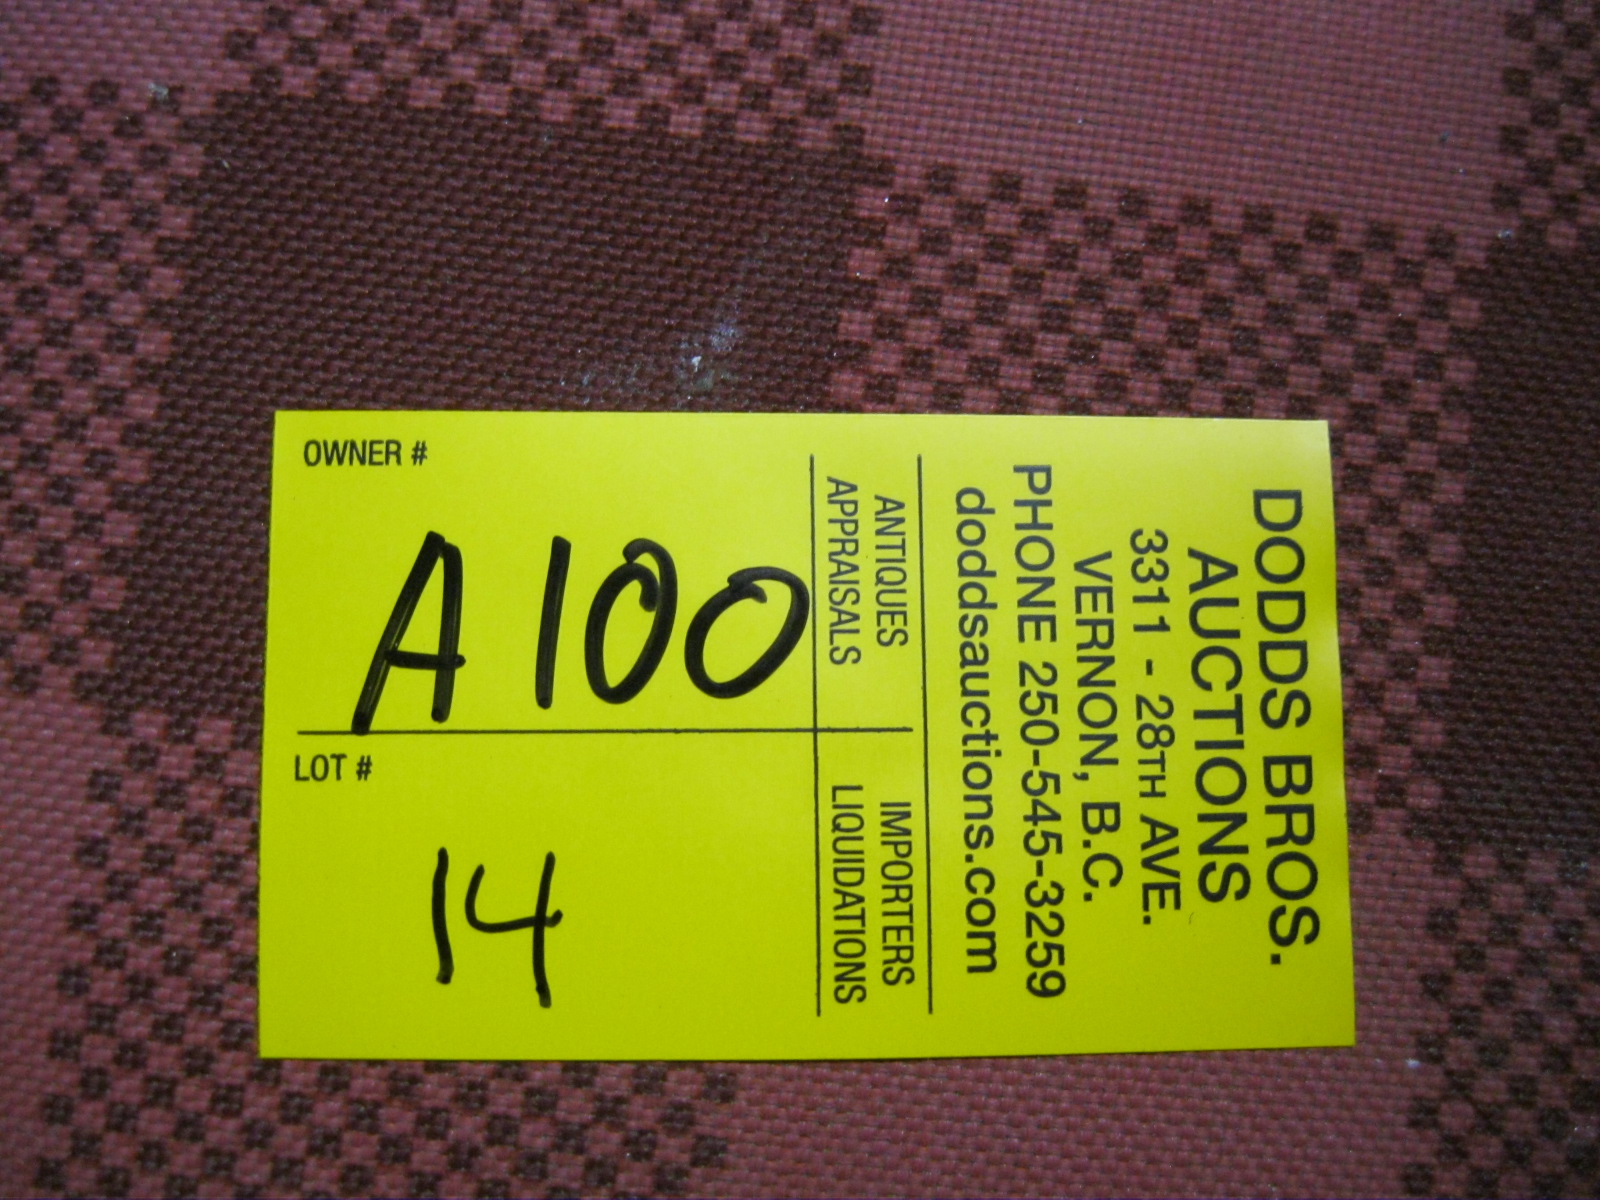 DODDS BROS.
AUCTIONS
3311 - 28TH AVE.
VERNON, B.C.
PHONE 250-545-3259
doddsauctions.com
ANTIQUES
APPRAISALS
IMPORTERS
LIQUIDATIONS
OWNER #
A100
LOT #
14